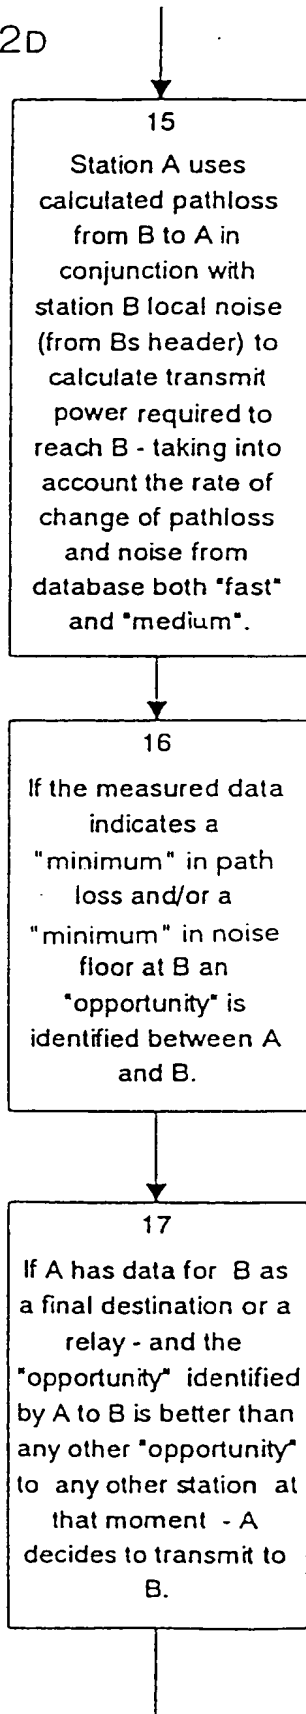 2D
15
Station A uses
calculated pathloss
from B to A in
conjunction with
station B local noise
(from Bs header) to
calculate transmit
power required to
reach B - taking into
account the rate of
change of pathloss
and noise from
database both "fast"
and "medium".
16
If the measured data
indicates a
"minimum" in path
loss and/or a
"minimum" in noise
floor at B an
"opportunity" is
identified between A
and B.
17
If A has data for B as
a final destination or a
relay - and the
"opportunity" identified
by A to B is better than
any other "opportunity"
to any other station at
that moment - A
decides to transmit to
B.